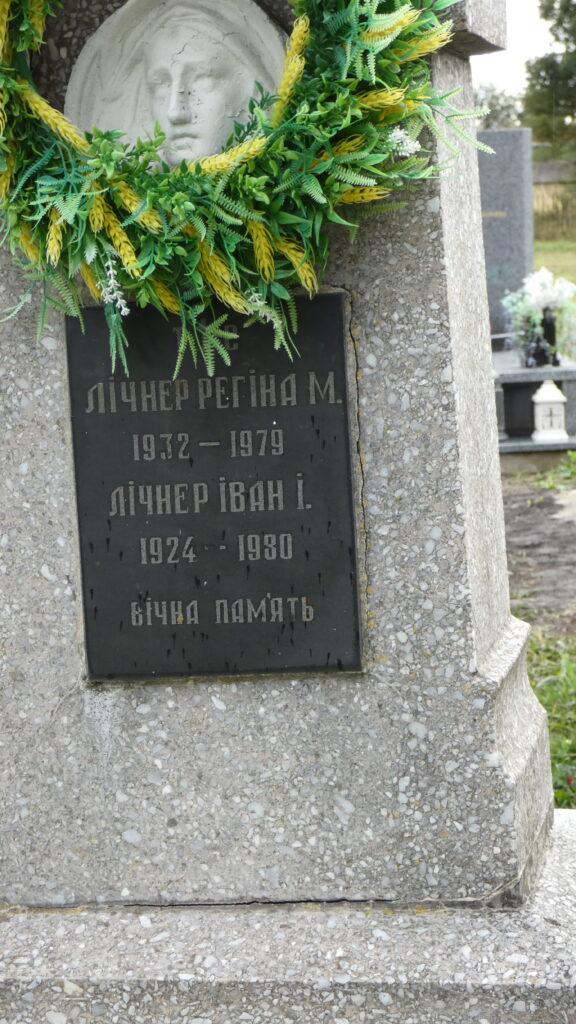 ЛІЧНЕР РЕГІНА М.
1932 – 1979
ЛІЧНЕР ІВАН І.
1924 - 1980
ВІЧНА ПАМ'ЯТЬ